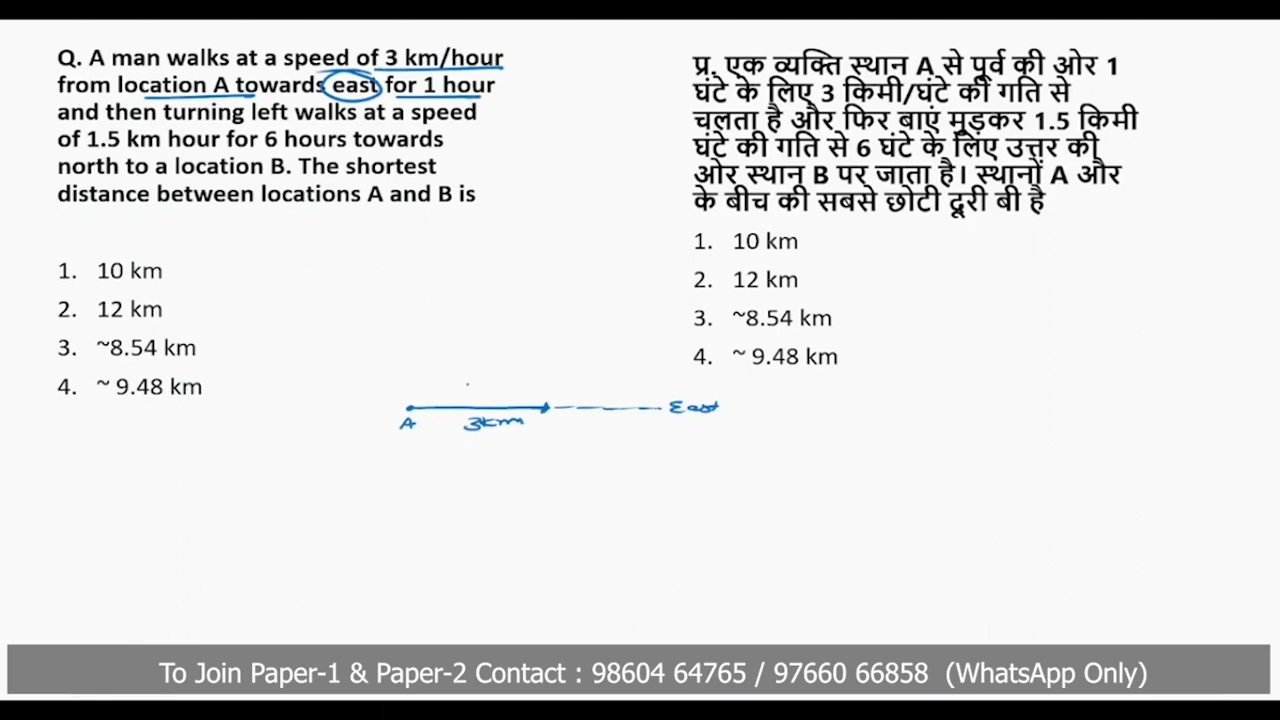 Q. A man walks at a speed of 3 km/hour
from location A towards east for 1 hour
and then turning left walks at a speed
of 1.5 km hour for 6 hours towards
north to a location B. The shortest
distance between locations A and B is
1. 10 km
2. 12 km
3. ~8.54 km
4. ~ 9.48 km
प्र. एक व्यक्ति स्थान A से पूर्व की ओर 1
घंटे के लिए 3 किमी/घंटे की गति से
चलता है और फिर बाएं मुड़कर 1.5 किमी
घंटे की गति से 6 घंटे के लिए उत्तर की
ओर स्थान B पर जाता है। स्थानों A और
के बीच की सबसे छोटी दूरी बी है
1. 10 km
2. 12 km
3. ~8.54 km
4. ~ 9.48 km
East
A 3km
To Join Paper-1 & Paper-2 Contact : 98604 64765 / 97660 66858 (WhatsApp Only)